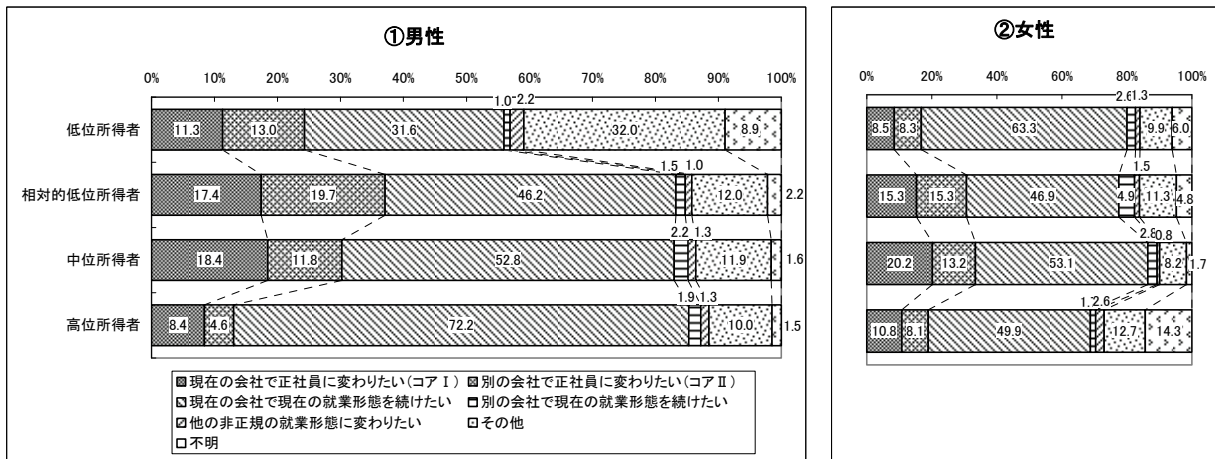 ①男性
0% 10% 20% 30% 40% 50% 60% 70% 80% 90% 100%
1.0 2.2
低位所得者 11.3 13.0 31.6 32.0 8.9
1.5 1.0
相対的低位所得者 17.4 19.7 46.2 12.0 2.2
2.2 1.3
中位所得者 18.4 11.8 52.8 11.9 1.6
1.9 1.3
高位所得者 8.4 4.6 72.2 10.0 1.5
現在の会社で正社員に変わりたい(コアⅠ) 別の会社で正社員に変わりたい(コアⅡ)
現在の会社で現在の就業形態を続けたい 別の会社で現在の就業形態を続けたい
他の非正規の就業形態に変わりたい その他
不明
②女性
0% 20% 40% 60% 80% 100%
2.6 1.3
8.5 8.3 63.3 9.9 6.0
1.5
15.3 15.3 46.9 4.9 11.3 4.8
2.8 0.8
20.2 13.2 53.1 8.2 1.7
2.6
10.8 8.1 49.9 12.7 14.3